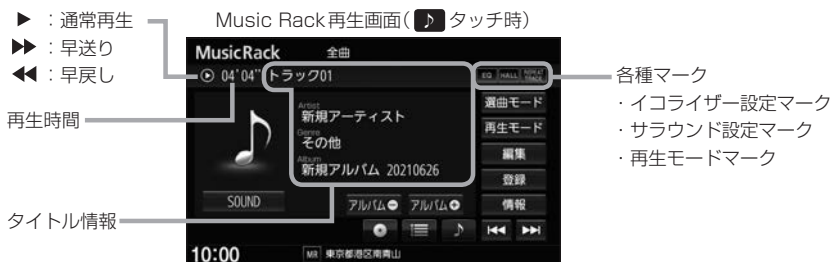 ▶ ：通常再生
▶▶ ：早送り
◀◀ ：早戻し
再生時間
タイトル情報
Music Rack再生画面(♪タッチ時)
MusicRack 全曲
04'04" トラック01
EQ HALL REPEAT TRACK
Artist
新規アーティスト
Genre
その他
Album
新規アルバム 20210626
選曲モード
再生モード
編集
登録
情報
SOUND
アルバム⊖ アルバム⊕
10:00 MR 東京都港区南青山
各種マーク
・イコライザー設定マーク
・サラウンド設定マーク
・再生モードマーク